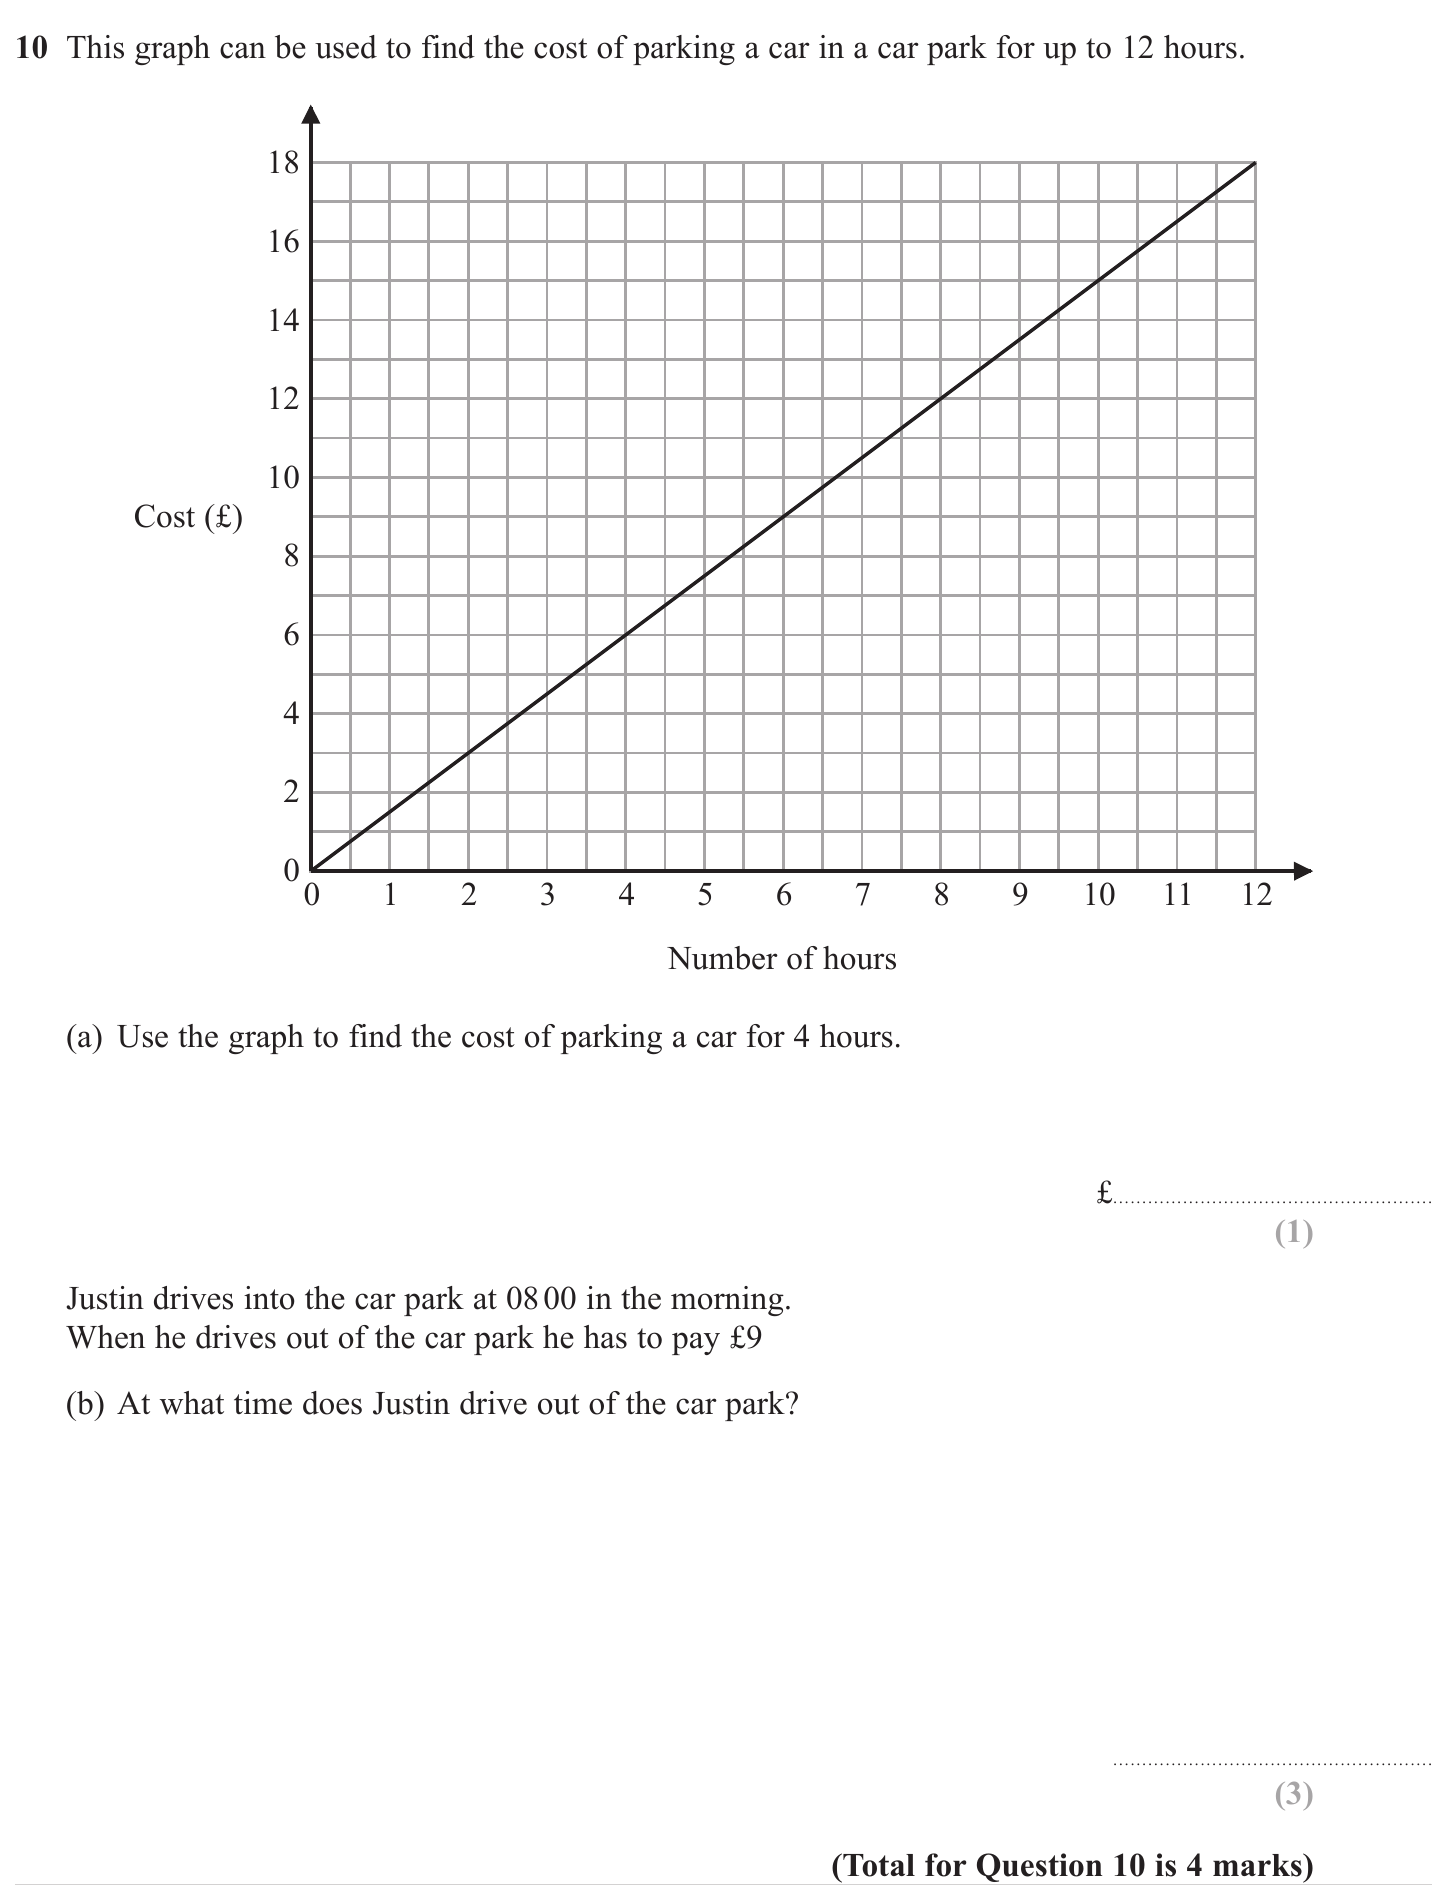 10 This graph can be used to find the cost of parking a car in a car park for up to 12 hours.
18
16
14
12
10
Cost (£)
8
6
4
2
0
0 1 2 3 4 5 6 7 8 9 10 11 12
Number of hours
(a) Use the graph to find the cost of parking a car for 4 hours.
£
(1)
Justin drives into the car park at 08 00 in the morning.
When he drives out of the car park he has to pay £9
(b) At what time does Justin drive out of the car park?
(3)
(Total for Question 10 is 4 marks)